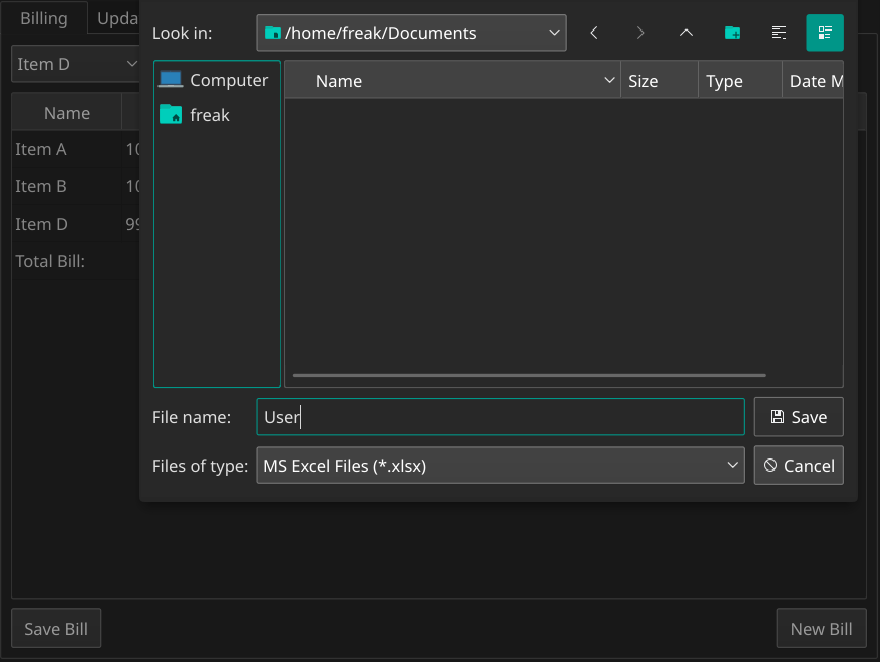 Billing
Upda
Item D
Name
Item A 10
Item B 10
Item D 99
Total Bill:
Look in: /home/freak/Documents
Computer
freak
Name Size Type Date M
File name: User Save
Files of type: MS Excel Files (*.xlsx) Cancel
Save Bill New Bill